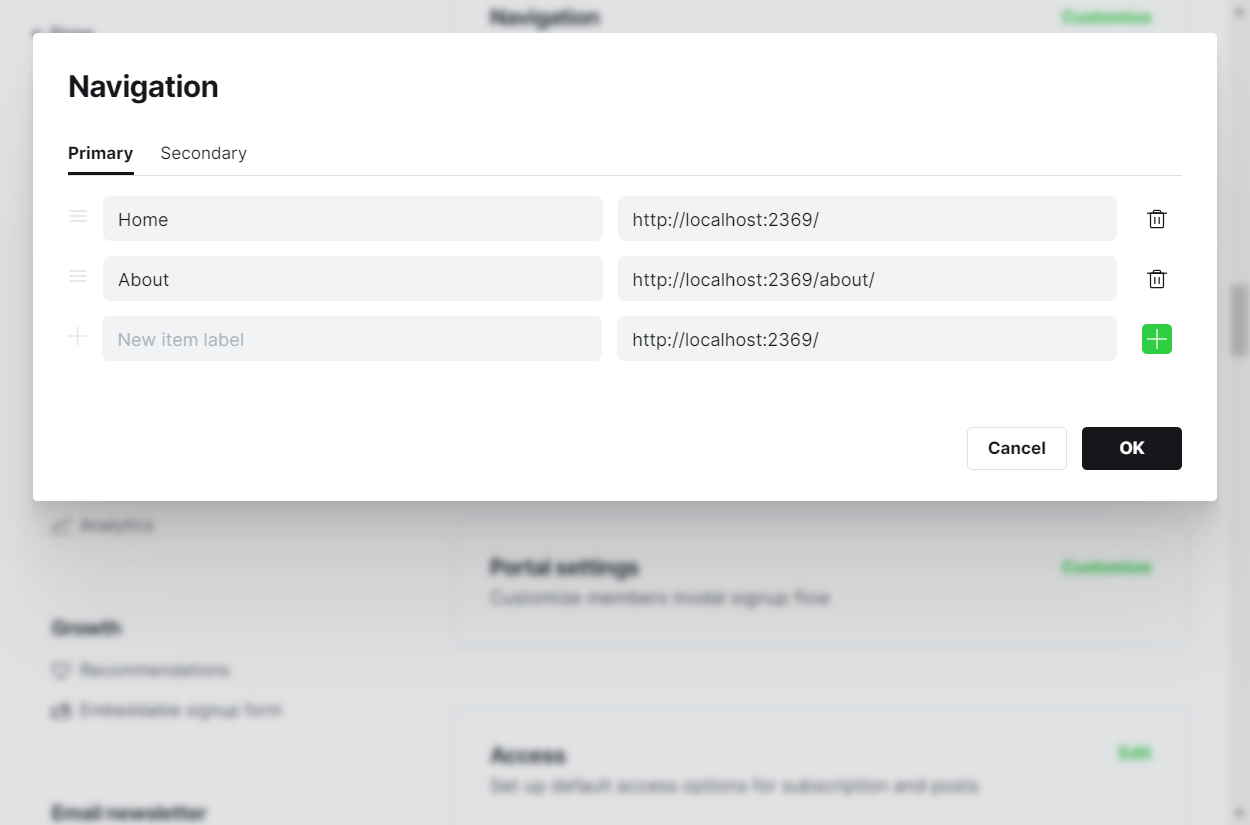 Navigation
Customize
Navigation
Primary
Secondary
Home
http://localhost:2369/
About
http://localhost:2369/about/
New item label
http://localhost:2369/
Cancel
OK
Analytics
Portal settings
Customize
Customize members modal signup flow
Growth
Recommendations
Embeddable signup form
Access
Edit
Set up default access options for subscription and posts
Email newsletter